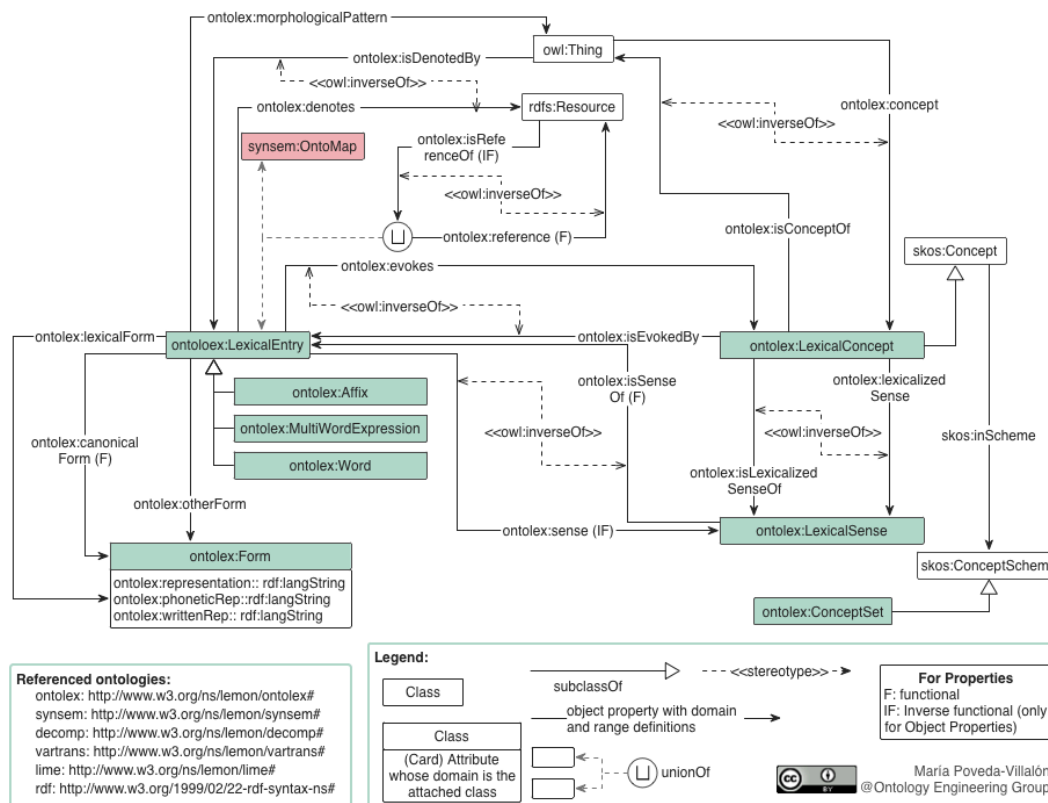 ontolex:morphologicalPattern
owl:Thing
ontolex:isDenotedBy
<<owl:inverseOf>>
ontolex:denotes
rdfs:Resource
ontolex:concept
<<owl:inverseOf>>
synsem:OntoMap
ontolex:isRefe
renceOf (IF)
<<owl:inverseOf>>
ontolex:reference (F)
ontolex:isConceptOf
skos:Concept
ontolex:evokes
<<owl:inverseOf>>
ontolex:lexicalForm
ontoloex:LexicalEntry
ontolex:isEvokedBy
ontolex:LexicalConcept
ontolex:Affix
ontolex:isSense
Of (F)
ontolex:lexicalized
Sense
ontolex:MultiWordExpression
<<owl:inverseOf>>
<<owl:inverseOf>>
skos:inScheme
ontolex:canonical
Form (F)
ontolex:Word
ontolex:isLexicalized
SenseOf
ontolex:otherForm
ontolex:sense (IF)
ontolex:LexicalSense
ontolex:Form
ontolex:representation:: rdf:langString
ontolex:phoneticRep::rdf:langString
ontolex:writtenRep:: rdf:langString
skos:ConceptScheme
ontolex:ConceptSet
Referenced ontologies:
ontolex: http://www.w3.org/ns/lemon/ontolex#
synsem: http://www.w3.org/ns/lemon/synsem#
decomp: http://www.w3.org/ns/lemon/decomp#
vartrans: http://www.w3.org/ns/lemon/vartrans#
lime: http://www.w3.org/ns/lemon/lime#
rdf: http://www.w3.org/1999/02/22-rdf-syntax-ns#
Legend:
Class
subclassOf
<<stereotype>>
object property with domain
and range definitions
Class
(Card) Attribute
whose domain is the
attached class
unionOf
For Properties
F: functional
IF: Inverse functional (only
for Object Properties)
cc
BY
María Poveda-Villalón
@Ontology Engineering Group